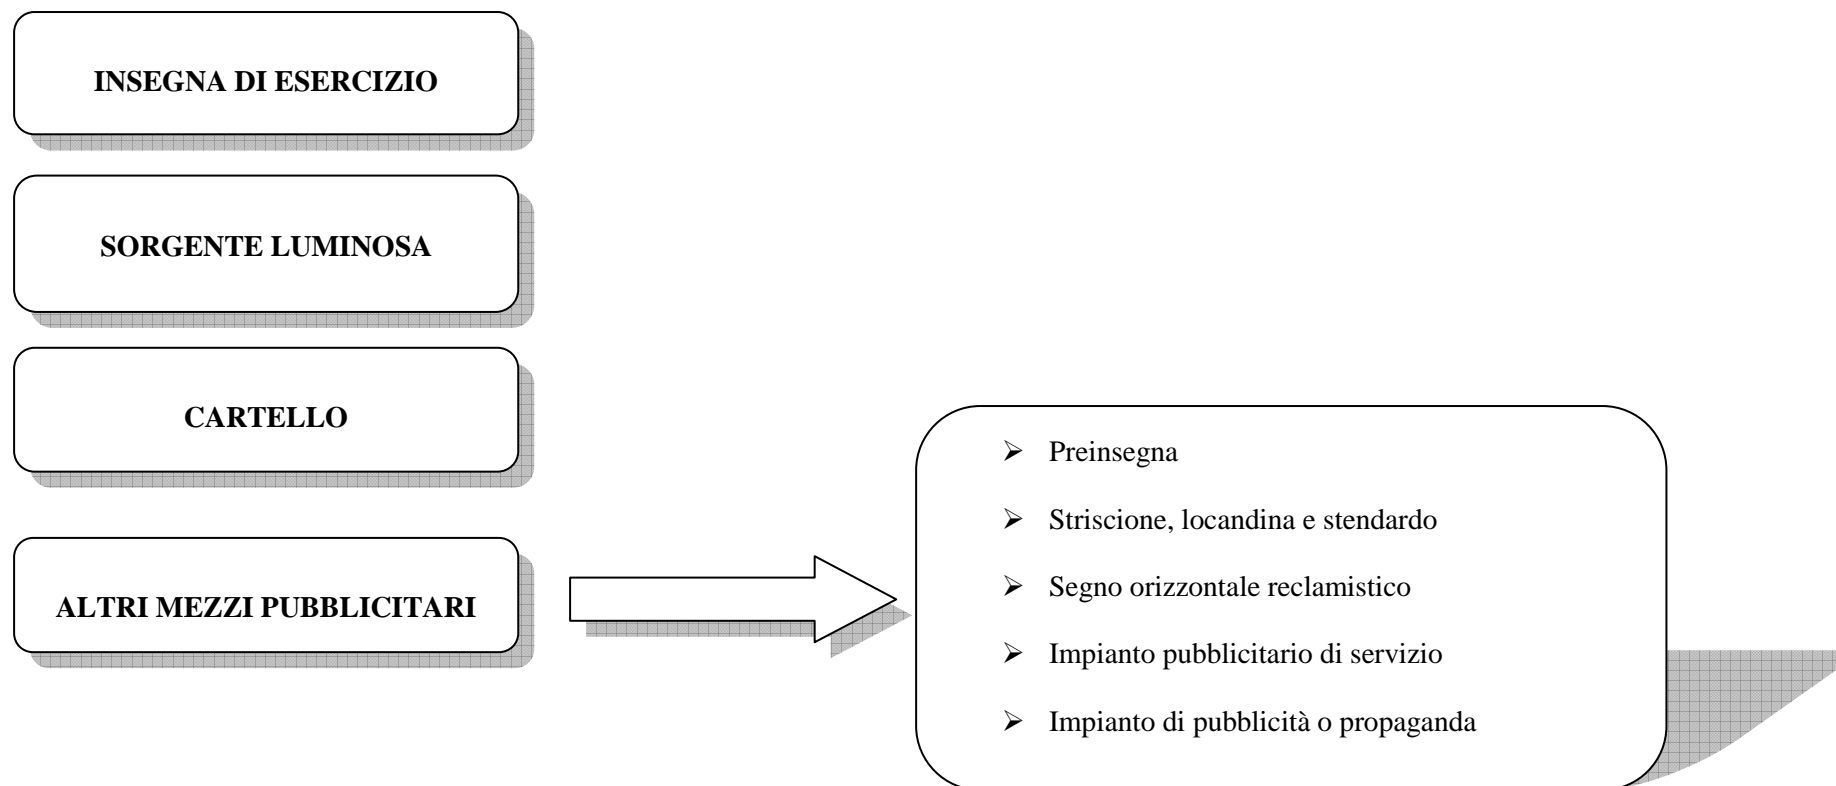 INSEGNA DI ESERCIZIO
SORGENTE LUMINOSA
CARTELLO
ALTRI MEZZI PUBBLICITARI
➢ Preinsegna
➢ Striscione, locandina e stendardo
➢ Segno orizzontale reclamistico
➢ Impianto pubblicitario di servizio
➢ Impianto di pubblicità o propaganda